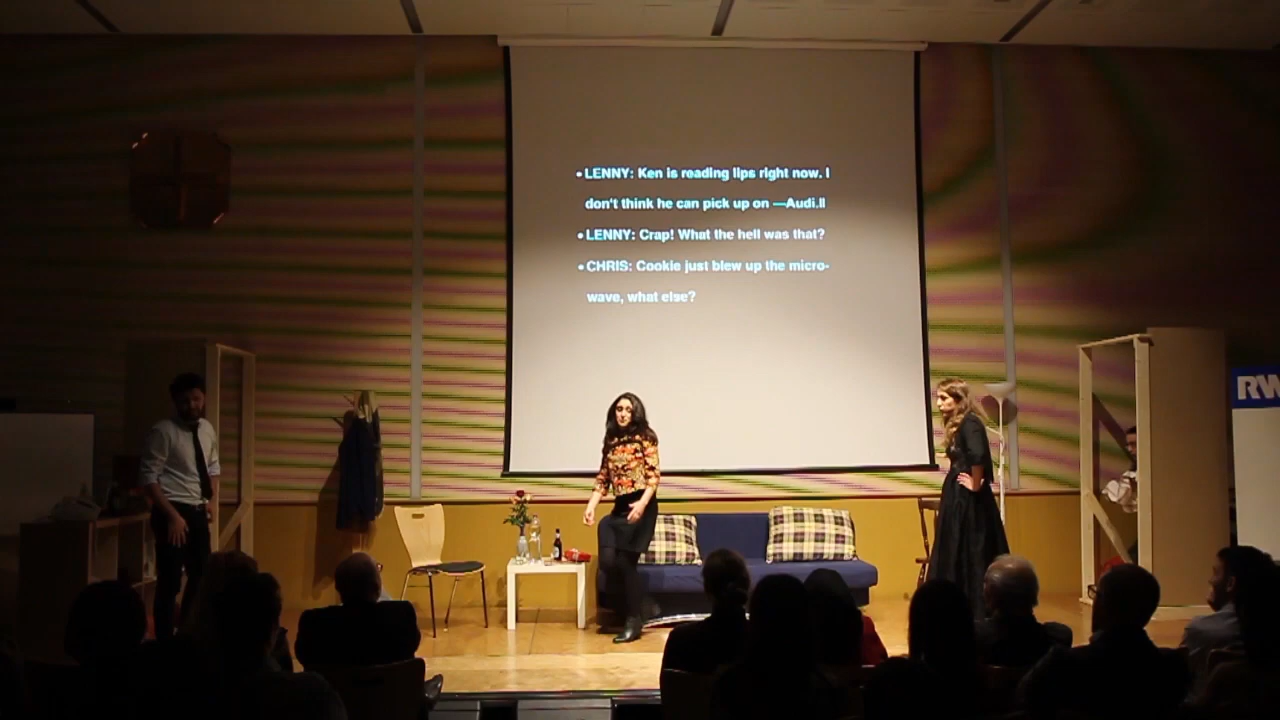 • LENNY: Ken is reading lips right now. I
don't think he can pick up on —Audi.ll
• LENNY: Crap! What the hell was that?
• CHRIS: Cookie just blew up the micro-
wave, what else?
RW